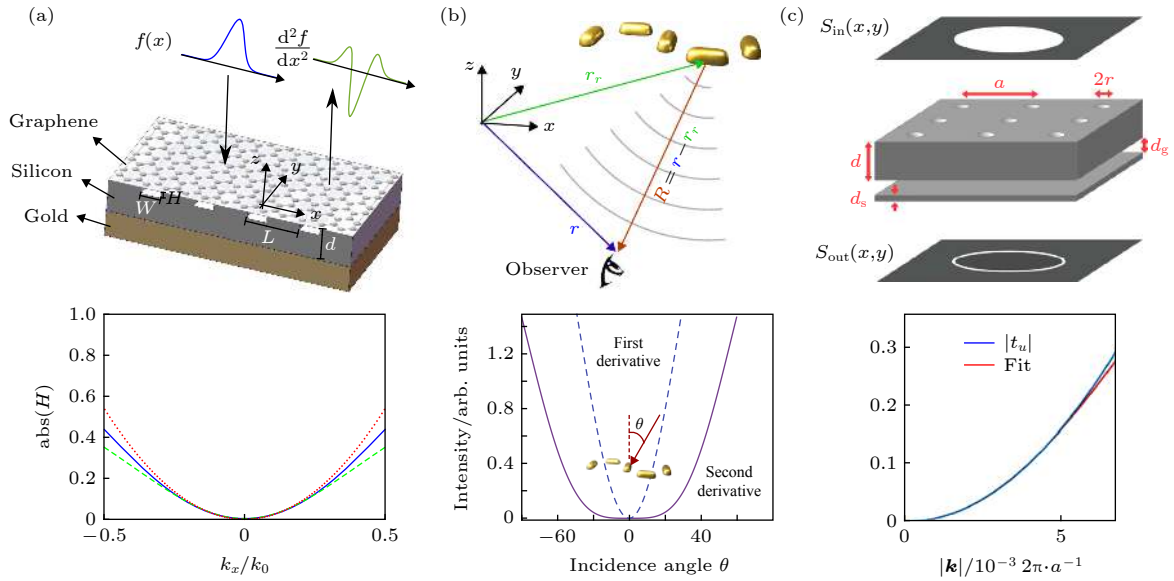 (a)
f(x)
d²f
dx²
Graphene
Silicon
Gold
W
H
L
d
z
y
x
abs(H)
1.0
0.8
0.6
0.4
0.2
0
−0.5
0
0.5
kₓ/k₀
(b)
z
y
x
rᵣ
R=r−rᵣ
r
Observer
Intensity/arb. units
1.2
0.8
0.4
0
First
derivative
θ
Second
derivative
−60
0
40
Incidence angle θ
(c)
Sin(x,y)
a
2r
d
dg
ds
Sout(x,y)
0.3
0.2
0.1
0
|tᵤ|
Fit
0
5
|k|/10⁻³ 2π·a⁻¹